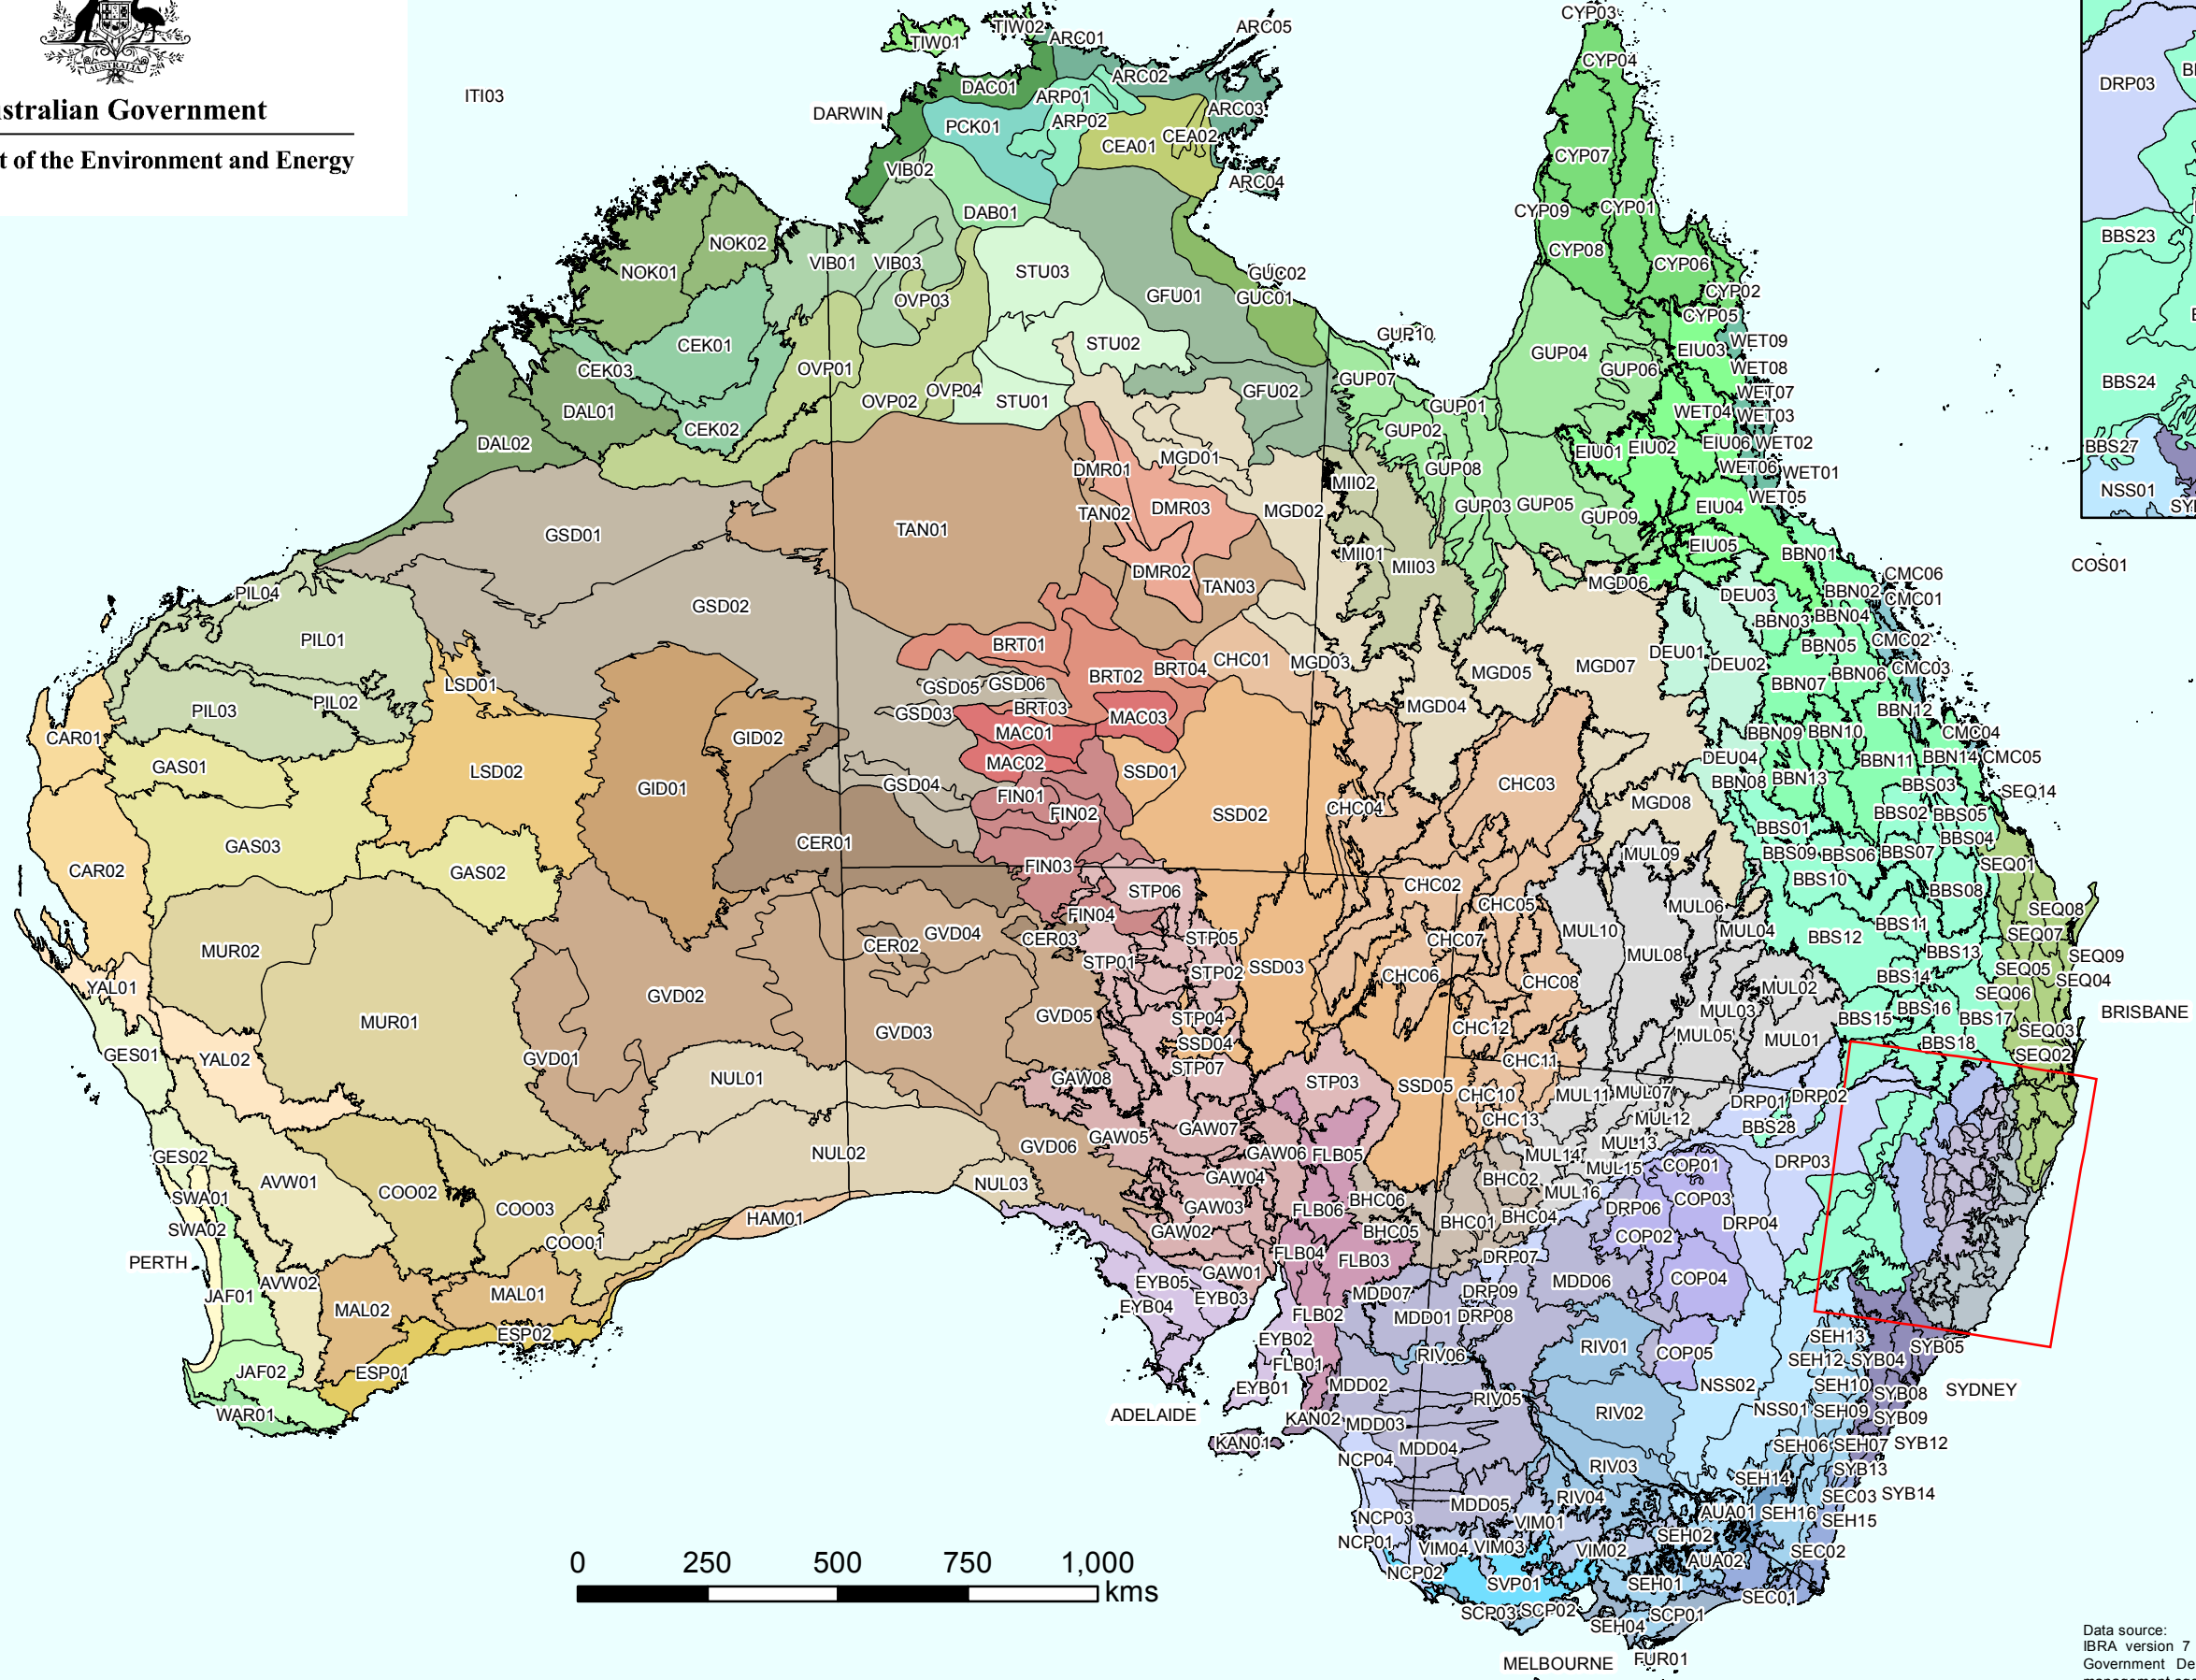 AUSTRALIA
Australian Government
t of the Environment and Energy
ITI03
DARWIN
TIW01
TIW02
ARC01
ARC05
ARC02
DAC01
ARP01
ARC03
PCK01
ARP02
CEA01
CEA02
VIB02
ARC04
DAB01
CYP03
CYP04
CYP07
CYP09
CYP01
CYP08
CYP06
CYP02
CYP05
NOK02
NOK01
VIB01
VIB03
STU03
OVP03
GFU01
GUC02
GUC01
GUP10
CEK01
CEK03
OVP01
STU02
DAL01
OVP02
OVP04
STU01
GFU02
GUP07
DAL02
CEK02
GUP04
GUP06
EIU03
WET09
WET08
WET07
WET04
WET03
GUP01
GUP02
EIU01
EIU02
EIU06
WET02
WET06
WET01
WET05
GUP08
GUP03
GUP05
GUP09
EIU04
EIU05
DMR01
MGD01
MII02
TAN02
DMR03
MGD02
TAN01
GSD01
MII01
MII03
DMR02
TAN03
MGD06
BBN01
CMC06
CMC01
DEU03
BBN02
BBN03
BBN04
CMC02
PIL04
GSD02
PIL01
BRT01
BRT02
BRT04
CHC01
MGD03
MGD05
MGD07
DEU01
DEU02
BBN05
BBN06
CMC03
BBN07
LSD01
GSD05
GSD06
PIL03
PIL02
GSD03
BRT03
MAC03
MGD04
BBN12
CAR01
GID02
MAC01
BBN09
BBN10
CMC04
GAS01
LSD02
MAC02
SSD01
DEU04
BBN11
BBN14
CMC05
GID01
GSD04
FIN01
CHC03
BBN08
BBN13
BBS03
SEQ14
FIN02
SSD02
CHC04
MGD08
BBS02
BBS05
GAS03
CER01
BBS01
BBS04
MUL09
BBS09
BBS06
BBS07
SEQ01
CAR02
GAS02
FIN03
STP06
CHC02
BBS10
BBS08
CHC05
MUL06
SEQ08
FIN04
MUL10
MUL04
BBS11
SEQ07
MUR02
CER02
GVD04
CER03
STP05
CHC07
BBS12
BBS13
SEQ09
STP01
STP02
SSD03
CHC06
MUL08
SEQ05
YAL01
GVD02
CHC08
MUL02
BBS14
SEQ06
SEQ04
MUR01
GVD03
GVD05
STP04
CHC12
MUL03
BBS15
BBS16
BBS17
BRISBANE
SSD04
MUL05
MUL01
SEQ03
GES01
YAL02
GVD01
STP07
CHC11
BBS18
SEQ02
NUL01
GAW08
STP03
SSD05
CHC10
MUL11
MUL07
DRP01
DRP02
CHC13
MUL12
BBS28
GAW05
GAW07
MUL13
GES02
NUL02
GVD06
GAW06
FLB05
MUL14
MUL15
COP01
DRP03
AVW01
COO02
NUL03
GAW04
BHC02
SWA01
COO03
GAW03
FLB06
BHC06
MUL16
DRP06
COP03
SWA02
HAM01
GAW02
BHC05
BHC01
BHC04
COP02
DRP04
PERTH
COO01
FLB04
FLB03
DRP07
AVW02
JAF01
MAL01
EYB05
GAW01
MDD06
COP04
MAL02
EYB04
EYB03
FLB02
MDD07
DRP09
ESP02
MDD01
DRP08
EYB02
RIV06
RIV01
COP05
SEH13
SYB05
JAF02
ESP01
FLB01
SEH12
SYB04
EYB01
MDD02
RIV05
NSS02
SEH10
SYB08
SYDNEY
WAR01
ADELAIDE
KAN02
MDD03
RIV02
NSS01
SEH09
SYB09
KAN01
MDD04
SEH06
SEH07
SYB12
NCP04
RIV03
SEH14
SYB13
MDD05
RIV04
SEC03
SYB14
NCP03
VIM01
AUA01
SEH16
SEH15
NCP01
VIM04
VIM03
VIM02
SEH02
AUA02
SEC02
NCP02
SVP01
SEH01
SEC01
SCP03
SCP02
SCP01
SEH04
MELBOURNE
FUR01
0 250 500 750 1,000
kms
COS01
DRP03
BBS23
BBS24
BBS27
NSS01
Data source:
IBRA version 7
Government De